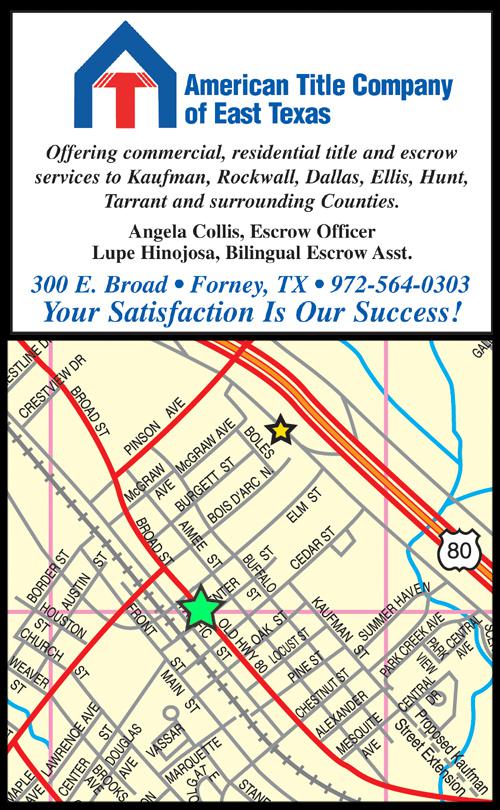 American Title Company
of East Texas
Offering commercial, residential title and escrow
services to Kaufman, Rockwall, Dallas, Ellis, Hunt,
Tarrant and surrounding Counties.
Angela Collis, Escrow Officer
Lupe Hinojosa, Bilingual Escrow Asst.
300 E. Broad • Forney, TX • 972-564-0303
Your Satisfaction Is Our Success!
CRESTVIEW DR
BROAD ST
PINSON AVE
McGRAW AVE
McGRAW AVE
BOLES
BURGETT ST
BOIS D'ARC N.
ELM ST
80
BROAD ST
AIMEE ST
BUFFALO ST
CEDAR ST
BORDER ST
AUSTIN ST
HOUSTON ST
CHURCH ST
WEAVER ST
FRONT ST
OLD HWY 80
OAK ST
LOCUST ST
PINE ST
KAUFMAN ST
SUMMER HAVEN
PARK CREEK AVE
PARK VIEW
CENTRAL AVE
CENTRAL DR
MAIN ST
CHESTNUT ST
ALEXANDER
MESQUITE AVE
Proposed Kaufman
Street Extension
LAWRENCE AVE
MAPLE AVE
CENTER ST
BROOKS
DOUGLAS AVE
VASSAR
MARQUETTE